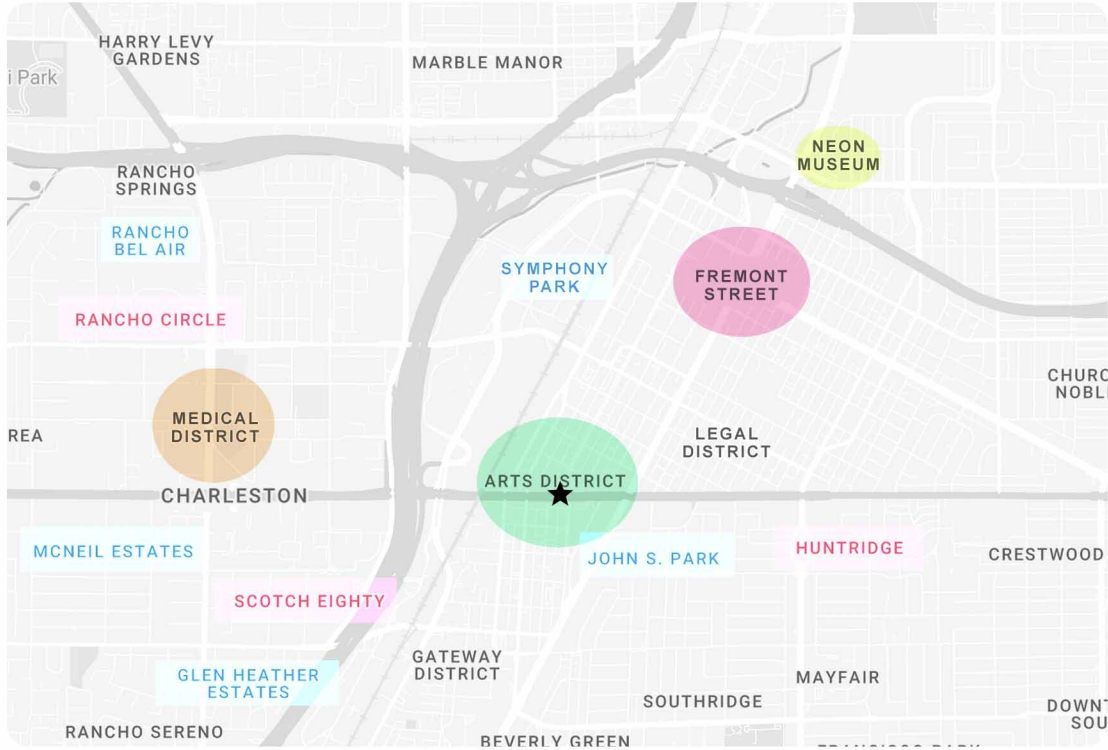 HARRY LEVY
GARDENS
MARBLE MANOR
i Park
NEON
MUSEUM
RANCHO
SPRINGS
RANCHO
BEL AIR
SYMPHONY
PARK
FREMONT
STREET
RANCHO CIRCLE
CHURC
NOBL
MEDICAL
DISTRICT
REA
LEGAL
DISTRICT
ARTS DISTRICT
CHARLESTON
MCNEIL ESTATES
JOHN S. PARK
HUNTRIDGE
CRESTWOOD
SCOTCH EIGHTY
GATEWAY
DISTRICT
GLEN HEATHER
ESTATES
MAYFAIR
SOUTHRIDGE
DOWNT
SOU
RANCHO SERENO
BEVERLY GREEN
FRANCISCO PARK